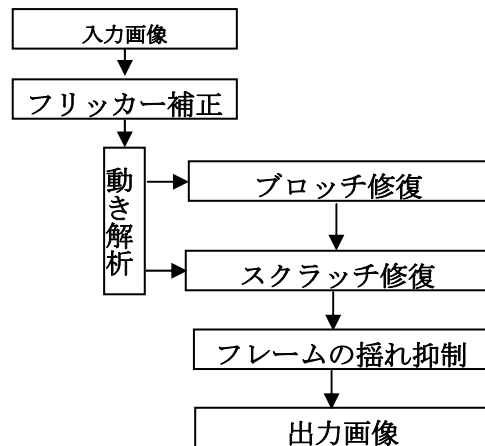 入力画像
フリッカー補正
動き解析
ブロッチ修復
スクラッチ修復
フレームの揺れ抑制
出力画像